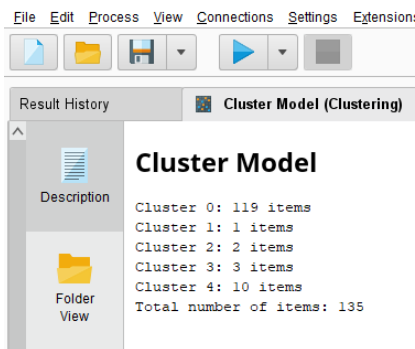 File Edit Process View Connections Settings Extensions
Result History Cluster Model (Clustering)
Description
Folder
View
Cluster Model
Cluster 0: 119 items
Cluster 1: 1 items
Cluster 2: 2 items
Cluster 3: 3 items
Cluster 4: 10 items
Total number of items: 135